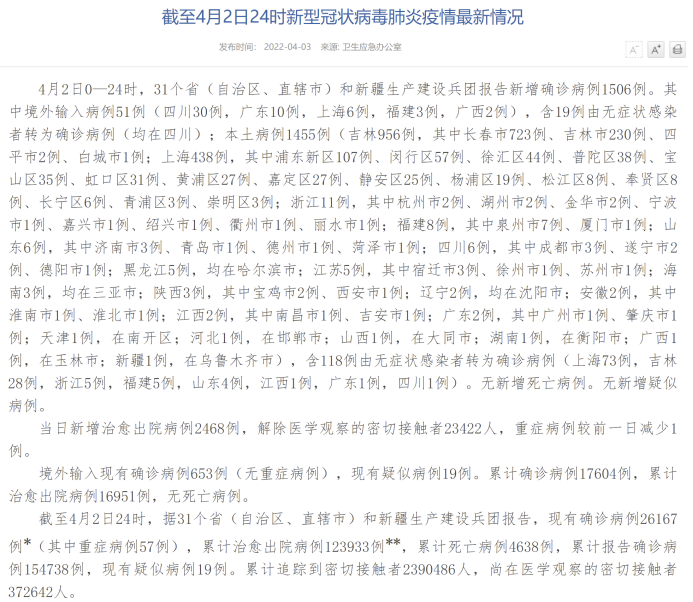 截至4月2日24时新型冠状病毒肺炎疫情最新情况
发布时间： 2022-04-03 来源: 卫生应急办公室
A- A+
4月2日0—24时，31个省（自治区、直辖市）和新疆生产建设兵团报告新增确诊病例1506例。其
中境外输入病例51例（四川30例，广东10例，上海6例，福建3例，广西2例），含19例由无症状感染
者转为确诊病例（均在四川）；本土病例1455例（吉林956例，其中长春市723例、吉林市230例、四
平市2例、白城市1例；上海438例，其中浦东新区107例、闵行区57例、徐汇区44例、普陀区38例、宝
山区35例、虹口区31例、黄浦区27例、嘉定区27例、静安区25例、杨浦区19例、松江区8例、奉贤区8
例、长宁区6例、青浦区3例、崇明区3例；浙江11例，其中杭州市2例、湖州市2例、金华市2例、宁波
市1例、嘉兴市1例、绍兴市1例、衢州市1例、丽水市1例；福建8例，其中泉州市7例、厦门市1例；山
东6例，其中济南市3例、青岛市1例、德州市1例、菏泽市1例；四川6例，其中成都市3例、遂宁市2
例、德阳市1例；黑龙江5例，均在哈尔滨市；江苏5例，其中宿迁市3例、徐州市1例、苏州市1例；海
南3例，均在三亚市；陕西3例，其中宝鸡市2例、西安市1例；辽宁2例，均在沈阳市；安徽2例，其中
淮南市1例、淮北市1例；江西2例，其中南昌市1例、吉安市1例；广东2例，其中广州市1例、肇庆市1
例；天津1例，在南开区；河北1例，在邯郸市；山西1例，在大同市；湖南1例，在衡阳市；广西1
例，在玉林市；新疆1例，在乌鲁木齐市），含118例由无症状感染者转为确诊病例（上海73例，吉林
28例，浙江5例，福建5例，山东4例，江西1例，广东1例，四川1例）。无新增死亡病例。无新增疑似
病例。
当日新增治愈出院病例2468例，解除医学观察的密切接触者23422人，重症病例较前一日减少1
例。
境外输入现有确诊病例653例（无重症病例），现有疑似病例19例。累计确诊病例17604例，累计
治愈出院病例16951例，无死亡病例。
截至4月2日24时，据31个省（自治区、直辖市）和新疆生产建设兵团报告，现有确诊病例26167
例*（其中重症病例57例），累计治愈出院病例123933例**，累计死亡病例4638例，累计报告确诊病
例154738例，现有疑似病例19例。累计追踪到密切接触者2390486人，尚在医学观察的密切接触者
372642人。